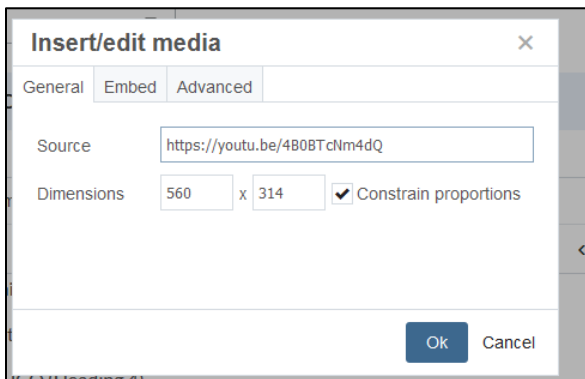 Insert/edit media ×
General Embed Advanced
Source https://youtu.be/4B0BTcNm4dQ
Dimensions 560 x 314 Constrain proportions
Ok Cancel